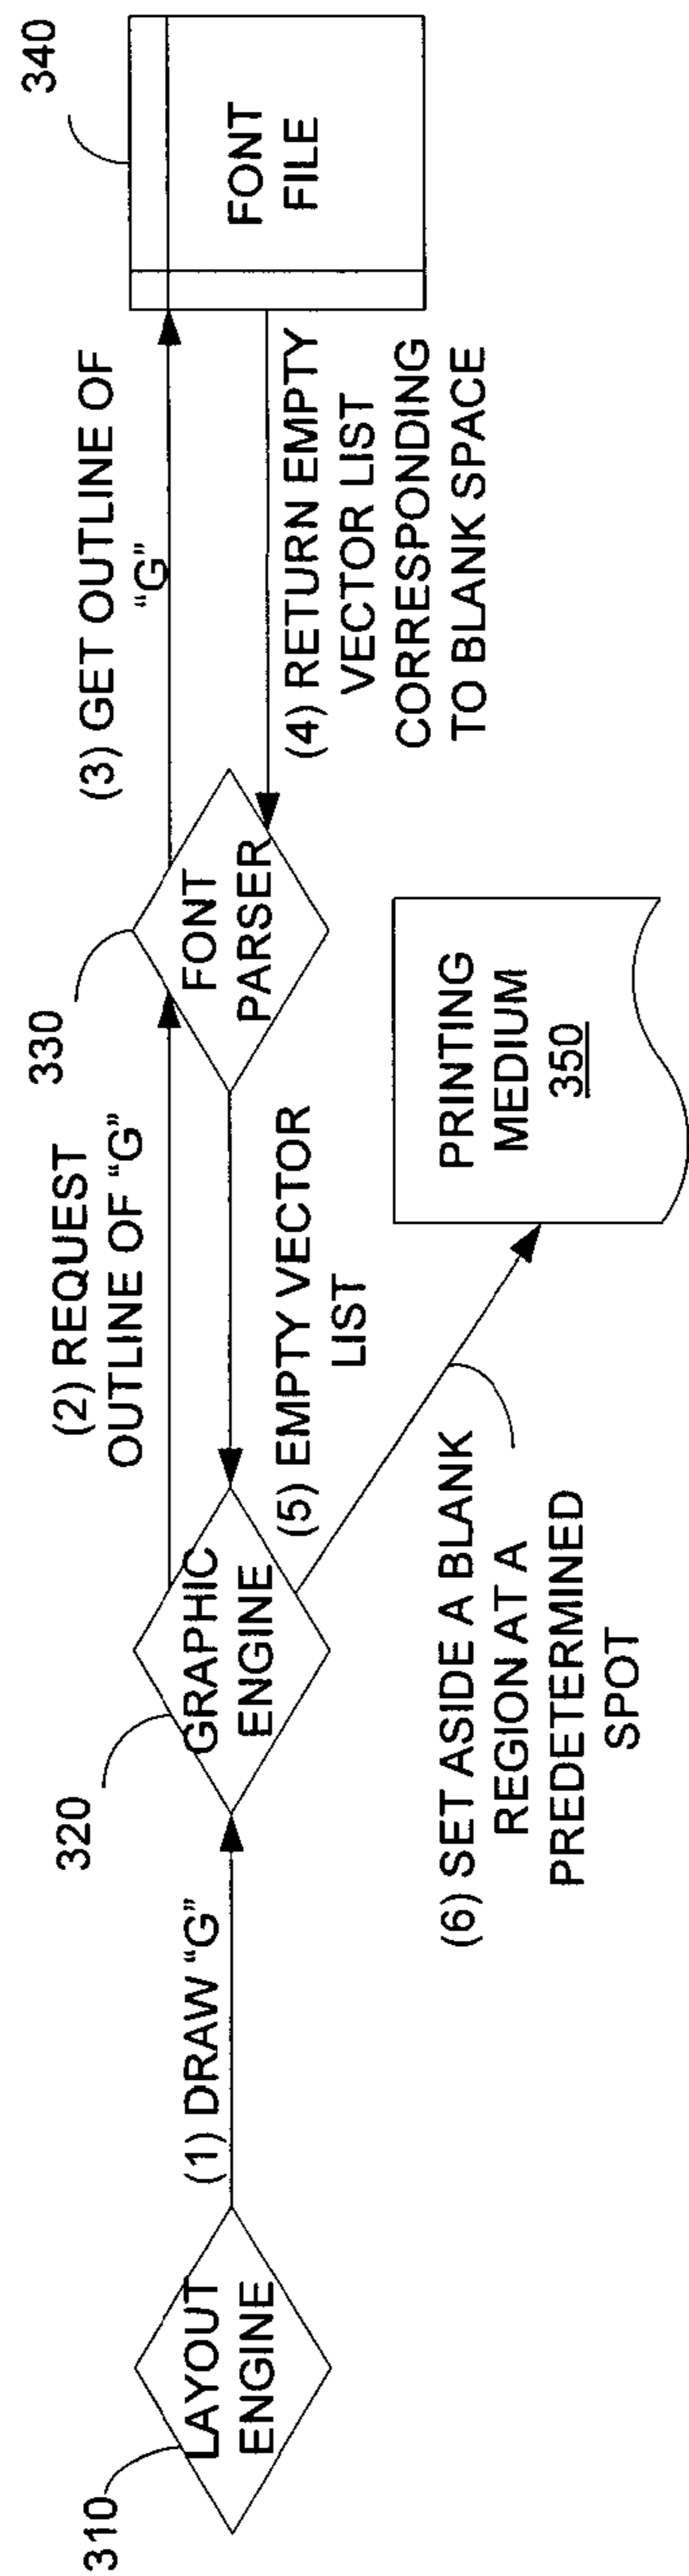 310
LAYOUT
ENGINE
(1) DRAW “G”
320
GRAPHIC
ENGINE
(2) REQUEST
OUTLINE OF “G”
330
FONT
PARSER
(3) GET OUTLINE OF
“G”
340
FONT
FILE
(4) RETURN EMPTY
VECTOR LIST
CORRESPONDING
TO BLANK SPACE
(5) EMPTY VECTOR
LIST
(6) SET ASIDE A BLANK
REGION AT A
PREDETERMINED
SPOT
PRINTING
MEDIUM
350